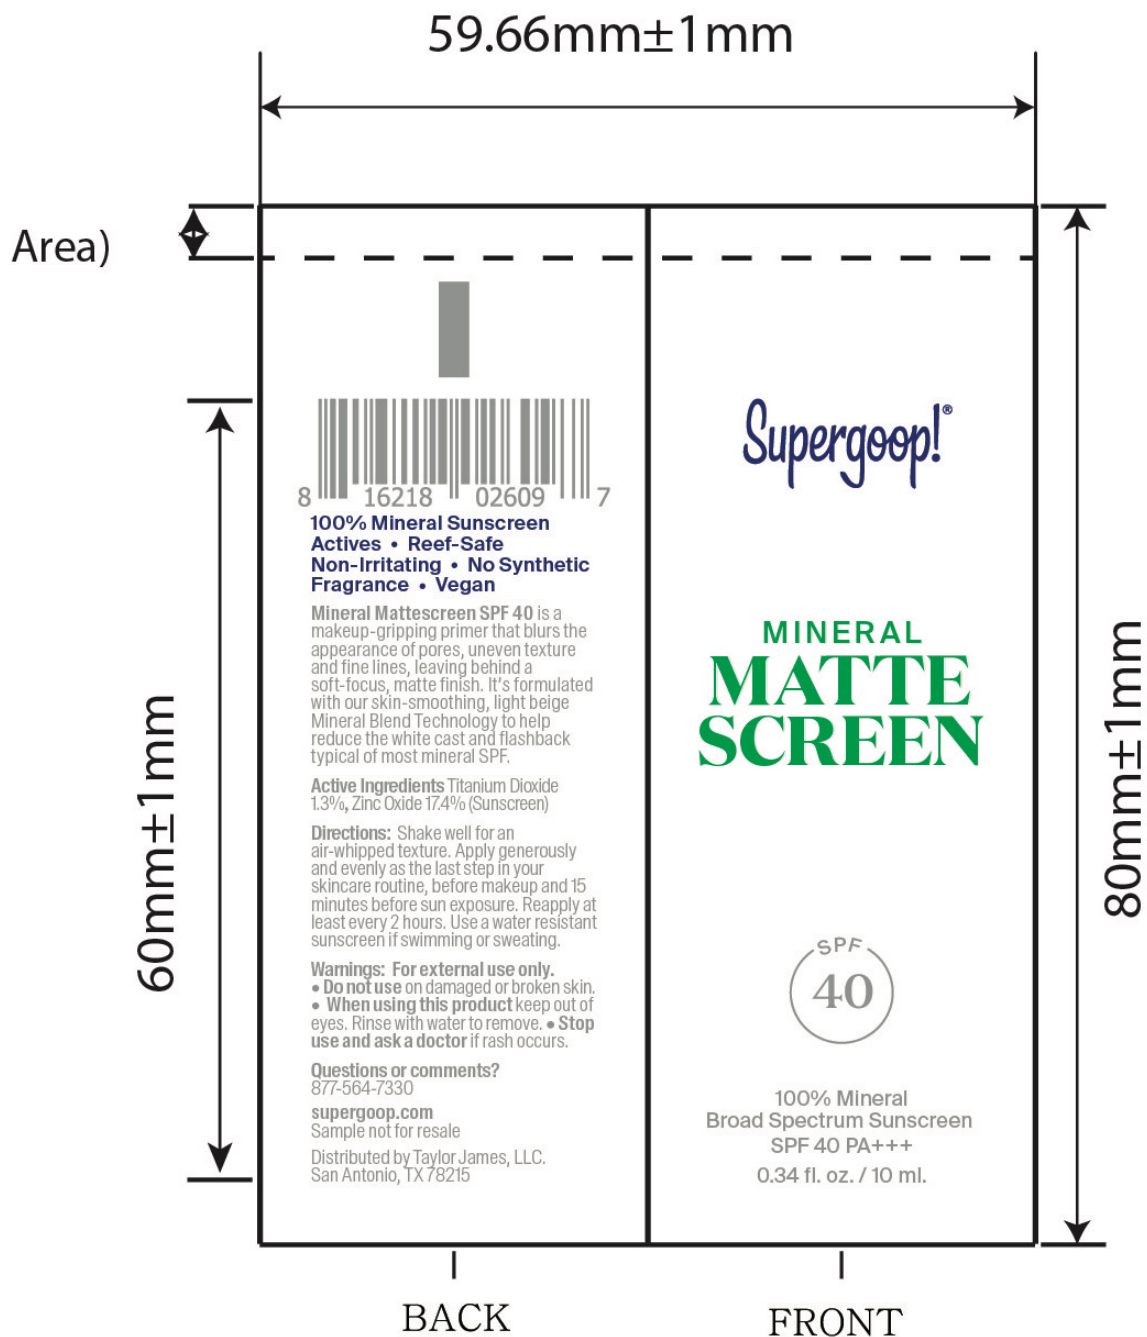 59.66mm±1mm
Area)
8 16218 02609 7
100% Mineral Sunscreen
Actives • Reef-Safe
Non-Irritating • No Synthetic
Fragrance • Vegan
Mineral Mattescreen SPF 40 is a
makeup-gripping primer that blurs the
appearance of pores, uneven texture
and fine lines, leaving behind a
soft-focus, matte finish. It's formulated
with our skin-smoothing, light beige
Mineral Blend Technology to help
reduce the white cast and flashback
typical of most mineral SPF.
Active Ingredients Titanium Dioxide
1.3%, Zinc Oxide 17.4% (Sunscreen)
Directions: Shake well for an
air-whipped texture. Apply generously
and evenly as the last step in your
skincare routine, before makeup and 15
minutes before sun exposure. Reapply at
least every 2 hours. Use a water resistant
sunscreen if swimming or sweating.
Warnings: For external use only.
• Do not use on damaged or broken skin.
• When using this product keep out of
eyes. Rinse with water to remove. • Stop
use and ask a doctor if rash occurs.
Questions or comments?
877-564-7330
supergoop.com
Sample not for resale
Distributed by Taylor James, LLC.
San Antonio, TX 78215
60mm±1mm
Supergoop!®
MINERAL
MATTE
SCREEN
SPF
40
100% Mineral
Broad Spectrum Sunscreen
SPF 40 PA+++
0.34 fl. oz. / 10 ml.
80mm±1mm
BACK
FRONT